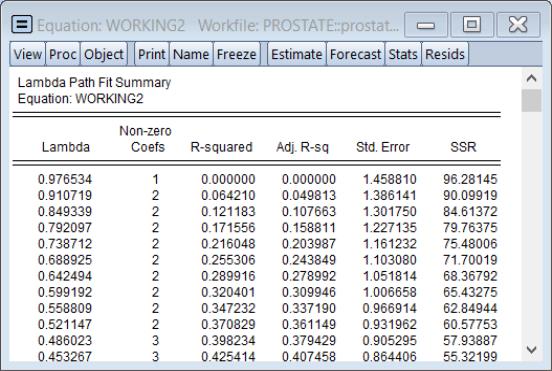 Equation: WORKING2 Workfile: PROSTATE::prostat...
View Proc Object Print Name Freeze Estimate Forecast Stats Resids
Lambda Path Fit Summary
Equation: WORKING2
Non-zero
Lambda Coefs R-squared Adj. R-sq Std. Error SSR
0.976534 1 0.000000 0.000000 1.458810 96.28145
0.910719 2 0.064210 0.049813 1.386141 90.09919
0.849339 2 0.121183 0.107663 1.301750 84.61372
0.792097 2 0.171556 0.158811 1.227135 79.76375
0.738712 2 0.216048 0.203987 1.161232 75.48006
0.688925 2 0.255306 0.243849 1.103080 71.70019
0.642494 2 0.289916 0.278992 1.051814 68.36792
0.599192 2 0.320401 0.309946 1.006658 65.43275
0.558809 2 0.347232 0.337190 0.966914 62.84944
0.521147 2 0.370829 0.361149 0.931962 60.57753
0.486023 3 0.398234 0.379429 0.905295 57.93887
0.453267 3 0.425414 0.407458 0.864406 55.32199